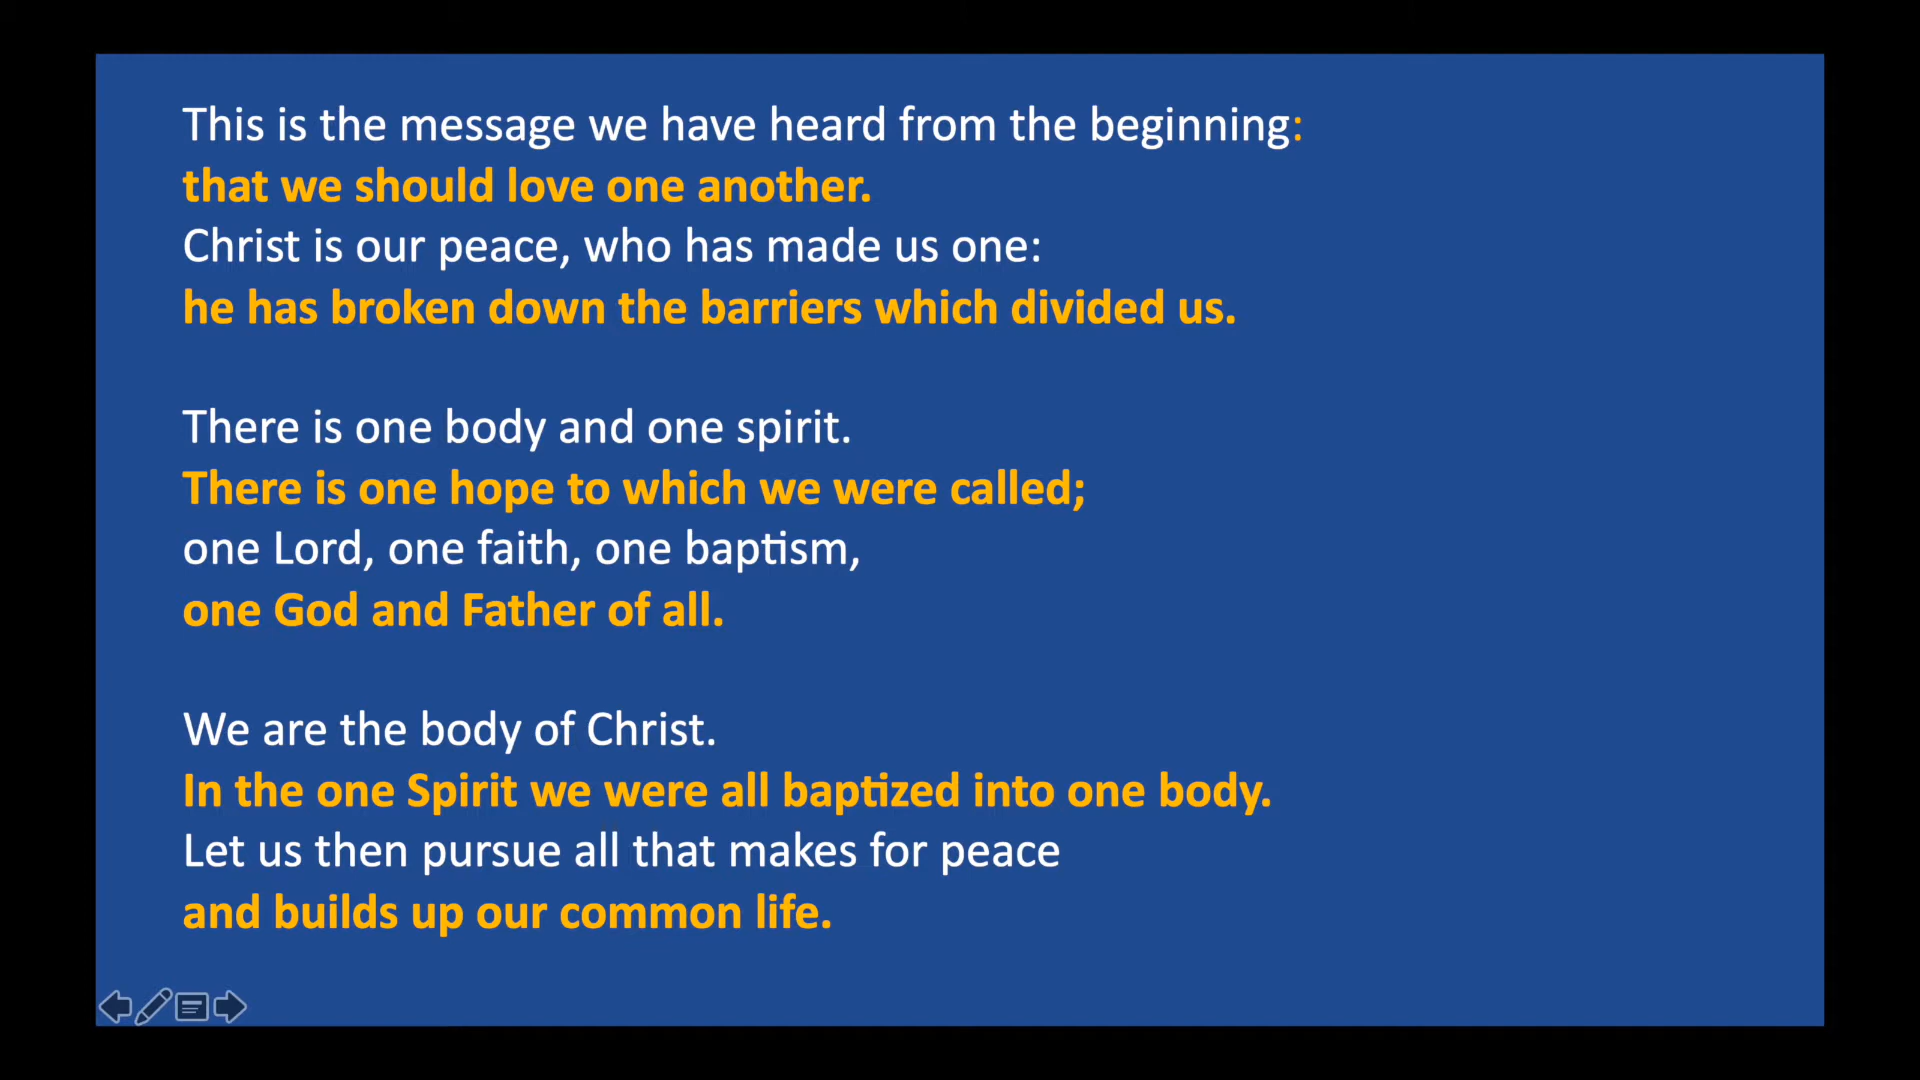 This is the message we have heard from the beginning:
that we should love one another.
Christ is our peace, who has made us one:
he has broken down the barriers which divided us.
There is one body and one spirit.
There is one hope to which we were called;
one Lord, one faith, one baptism,
one God and Father of all.
We are the body of Christ.
In the one Spirit we were all baptized into one body.
Let us then pursue all that makes for peace
and builds up our common life.